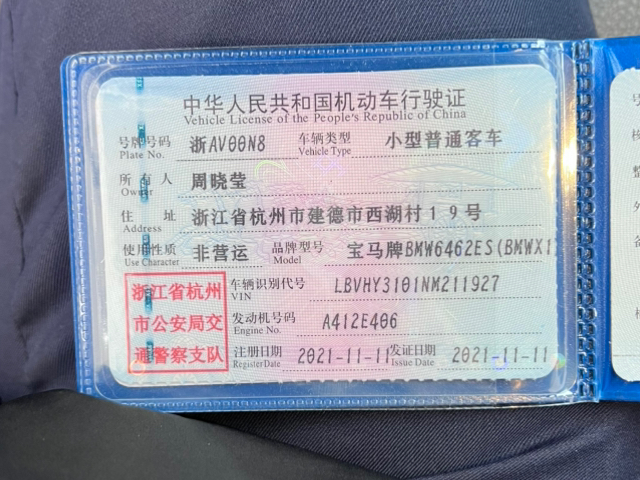 中华人民共和国机动车行驶证
Vehicle License of the People's Republic of China
号牌号码 浙AV00N8 车辆类型 小型普通客车
Plate No. Vehicle Type
所有人 周晓莹
Owner
住址 浙江省杭州市建德市西湖村19号
Address
使用性质 非营运 品牌型号 宝马牌BMW6462ES(BMWX1
Use Character Model
浙江省杭州
市公安局交
通警察支队
车辆识别代号 LBVHY3101NM211927
VIN
发动机号码 A412E406
Engine No.
注册日期 2021-11-11 发证日期 2021-11-11
Register Date Issue Date